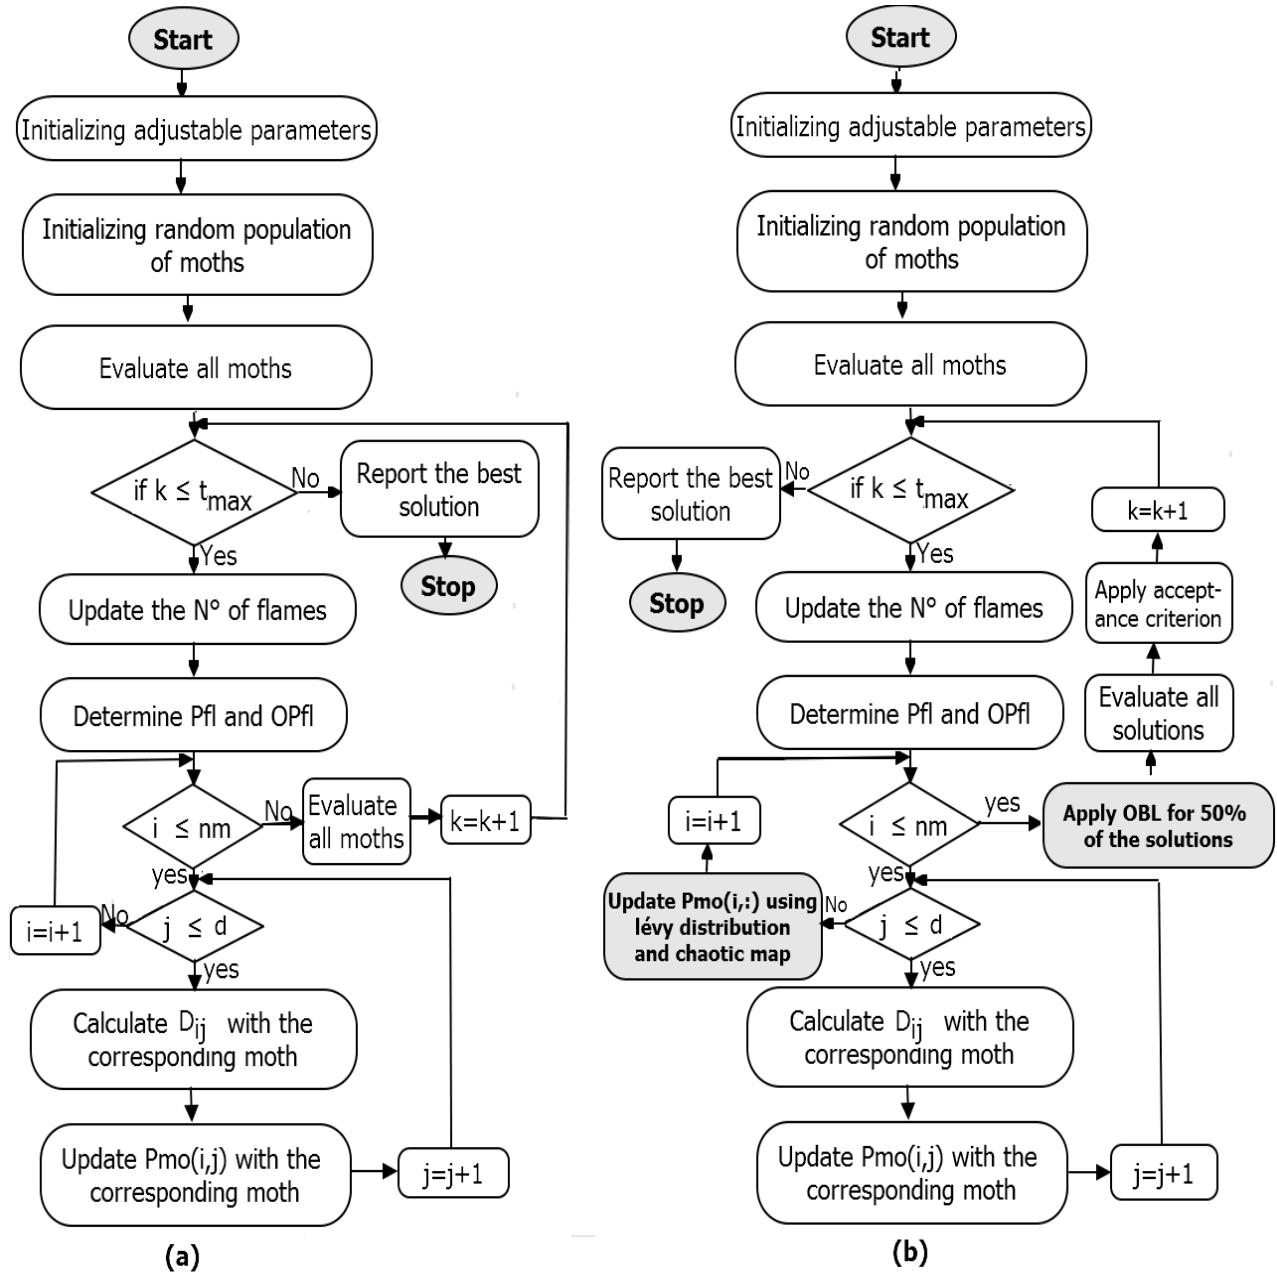 Start
Initializing adjustable parameters
Initializing random population
of moths
Evaluate all moths
if k ≤ tmax
No
Report the best
solution
Stop
Yes
Update the N° of flames
Determine Pfl and OPfl
i ≤ nm
No
Evaluate
all moths
k=k+1
yes
j ≤ d
No
i=i+1
yes
Calculate Dij with the
corresponding moth
Update Pmo(i,j) with the
corresponding moth
j=j+1
(a)
Start
Initializing adjustable parameters
Initializing random population
of moths
Evaluate all moths
if k ≤ tmax
No
Report the best
solution
Stop
Yes
Update the N° of flames
Determine Pfl and OPfl
i ≤ nm
yes
Apply OBL for 50%
of the solutions
Evaluate all
solutions
Apply accept-
ance criterion
k=k+1
yes
j ≤ d
No
Update Pmo(i,:) using
lévy distribution
and chaotic map
i=i+1
yes
Calculate Dij with the
corresponding moth
Update Pmo(i,j) with the
corresponding moth
j=j+1
(b)